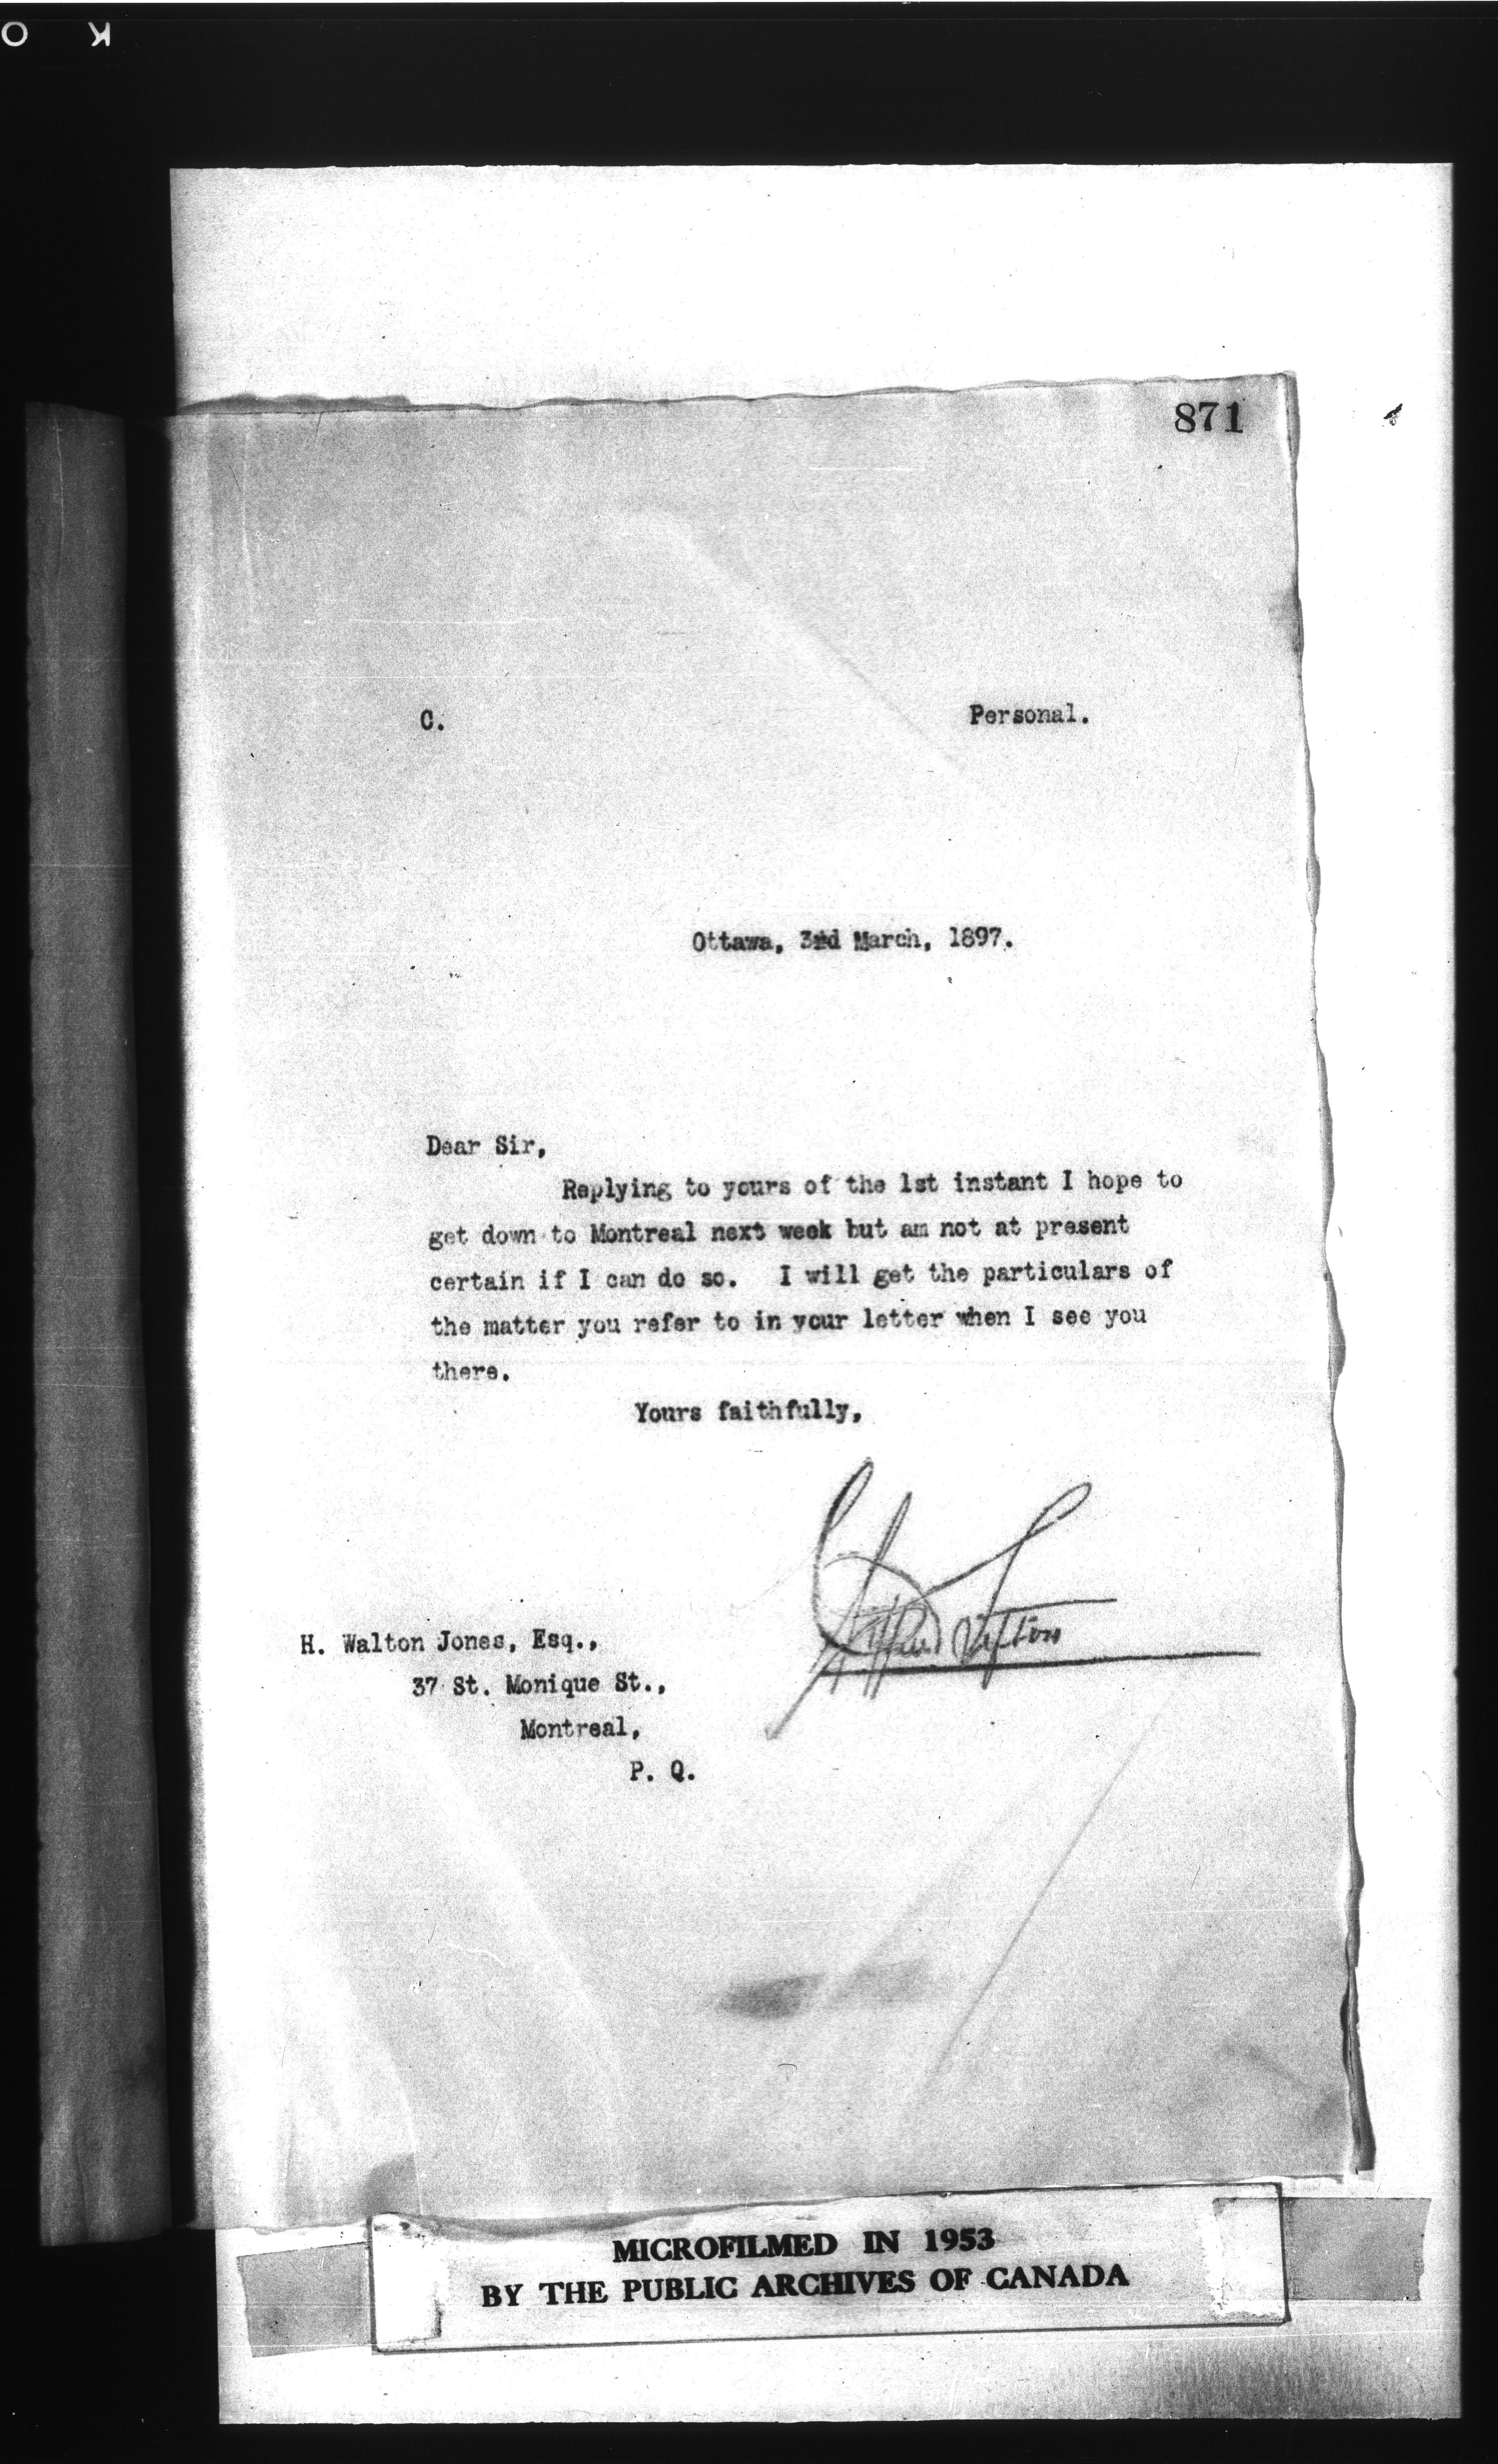 871
C. Personal.
Ottawa, 3rd March, 1897.
Dear Sir,
Replying to yours of the 1st instant I hope to
get down to Montreal next week but am not at present
certain if I can do so. I will get the particulars of
the matter you refer to in your letter when I see you
there.
Yours faithfully,
Clifford Sifton
H. Walton Jones, Esq.,
37 St. Monique St.,
Montreal,
P. Q.
MICROFILMED IN 1953
BY THE PUBLIC ARCHIVES OF CANADA